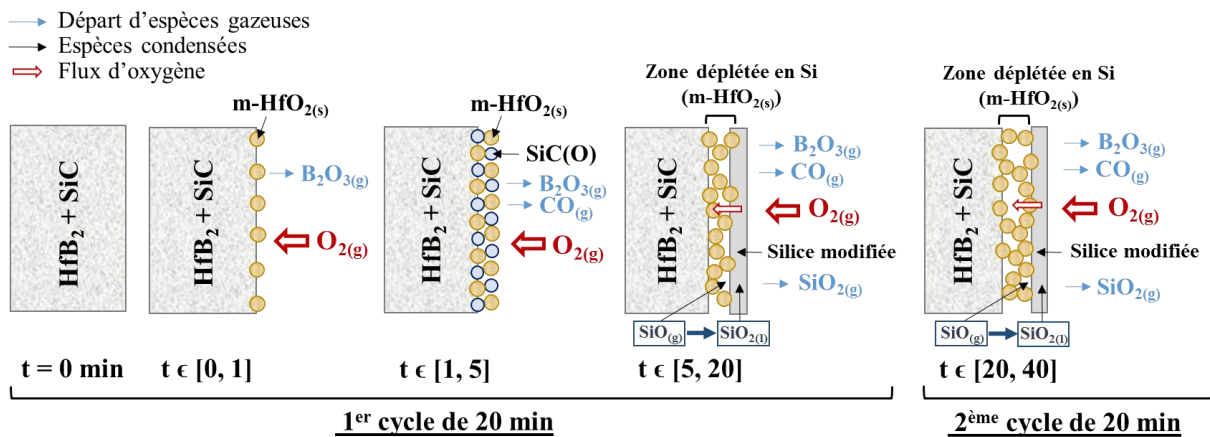 Départ d'espèces gazeuses
Espèces condensées
Flux d'oxygène
HfB2 + SiC
t = 0 min
m-HfO2(s)
HfB2 + SiC
B2O3(g)
O2(g)
t ϵ [0, 1]
m-HfO2(s)
SiC(O)
HfB2 + SiC
B2O3(g)
CO(g)
O2(g)
t ϵ [1, 5]
Zone déplétée en Si
(m-HfO2(s))
HfB2 + SiC
B2O3(g)
CO(g)
O2(g)
Silice modifiée
SiO2(g)
SiO(g)
SiO2(l)
t ϵ [5, 20]
Zone déplétée en Si
(m-HfO2(s))
HfB2 + SiC
B2O3(g)
CO(g)
O2(g)
Silice modifiée
SiO2(g)
SiO(g)
SiO2(l)
t ϵ [20, 40]
1er cycle de 20 min
2ème cycle de 20 min